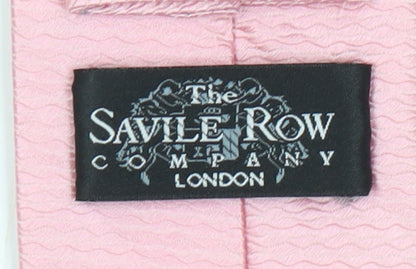 The
SAVILE ROW
COMPANY
LONDON